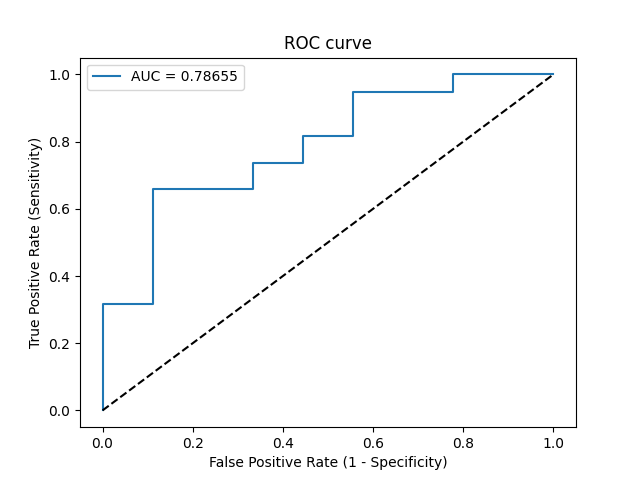 ROC curve
AUC = 0.78655
True Positive Rate (Sensitivity)
1.0
0.8
0.6
0.4
0.2
0.0
0.0 0.2 0.4 0.6 0.8 1.0
False Positive Rate (1 - Specificity)